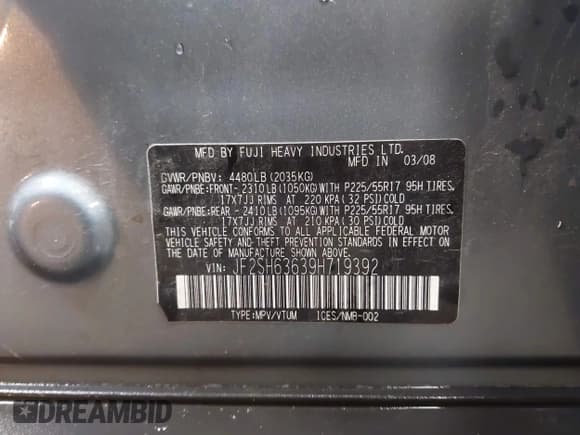 MFD BY FUJI HEAVY INDUSTRIES LTD.
MFD IN 03/08
GVWR/PNBV: 4480LB(2035KG)
GAWR/PNBE:FRONT- 2310LB(1050KG)WITH P225/55R17 95H TIRES,
17X7JJ RIMS AT 220 KPA(32 PSI)COLD
GAWR/PNBE:REAR - 2410LB(1095KG)WITH P225/55R17 95H TIRES,
17X7JJ RIMS AT 210 KPA(30 PSI)COLD
THIS VEHICLE CONFORMS TO ALL APPLICABLE FEDERAL MOTOR
VEHICLE SAFETY AND THEFT PREVENTION STANDARDS IN EFFECT ON
THE DATE OF MANUFACTURE SHOWN ABOVE.
VIN: JF2SH63639H719392
TYPE:MPV/VTUM ICES/NMB-002
DREAMBID